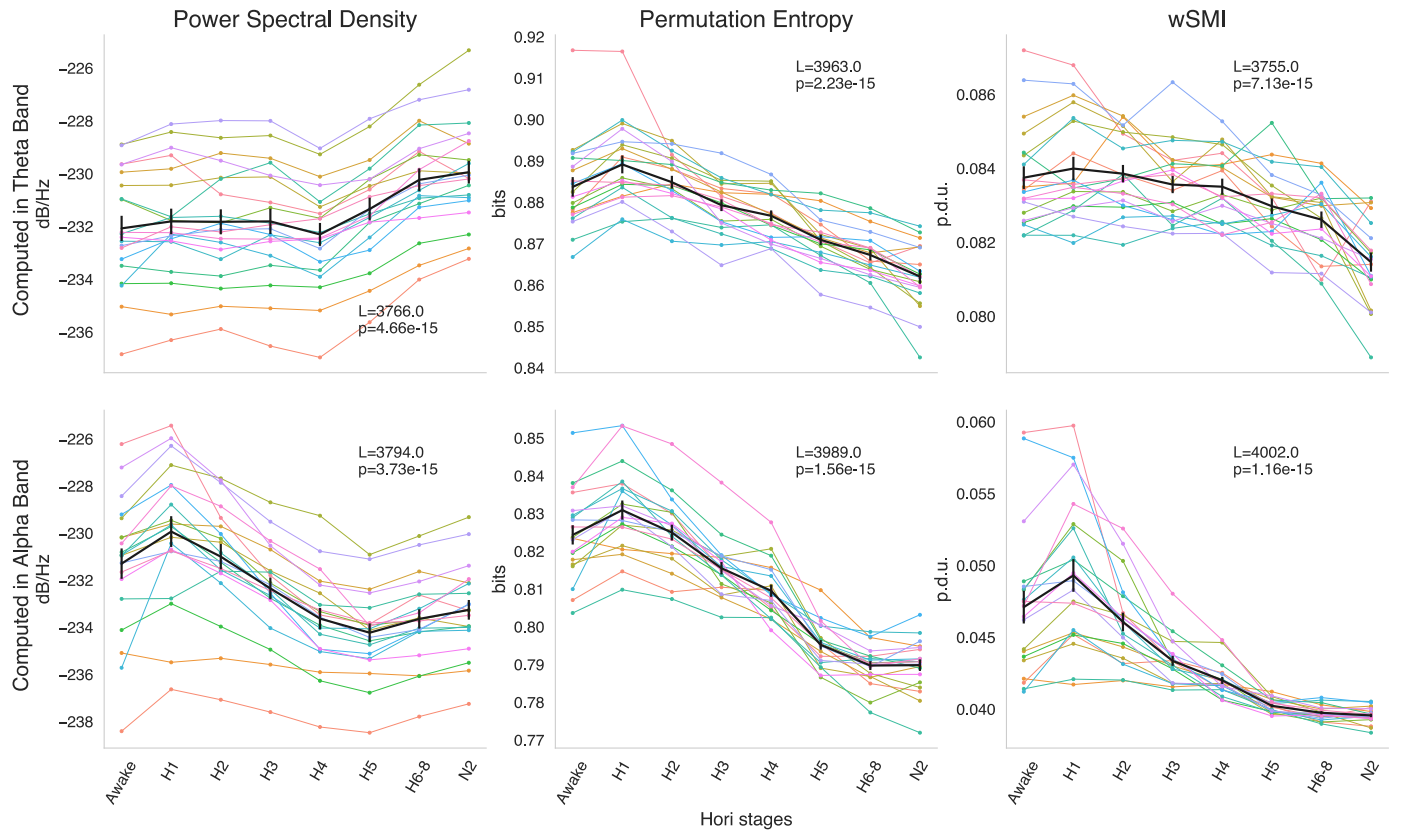 Power Spectral Density
Permutation Entropy
wSMI
Computed in Theta Band
dB/Hz
−226
−228
−230
−232
−234
−236
L=3766.0
p=4.66e-15
bits
0.92
0.91
0.90
0.89
0.88
0.87
0.86
0.85
0.84
L=3963.0
p=2.23e-15
p.d.u.
0.086
0.084
0.082
0.080
L=3755.0
p=7.13e-15
Computed in Alpha Band
dB/Hz
−226
−228
−230
−232
−234
−236
−238
L=3794.0
p=3.73e-15
bits
0.85
0.84
0.83
0.82
0.81
0.80
0.79
0.78
0.77
L=3989.0
p=1.56e-15
p.d.u.
0.060
0.055
0.050
0.045
0.040
L=4002.0
p=1.16e-15
Awake H1 H2 H3 H4 H5 H6-8 N2
Awake H1 H2 H3 H4 H5 H6-8 N2
Awake H1 H2 H3 H4 H5 H6-8 N2
Hori stages